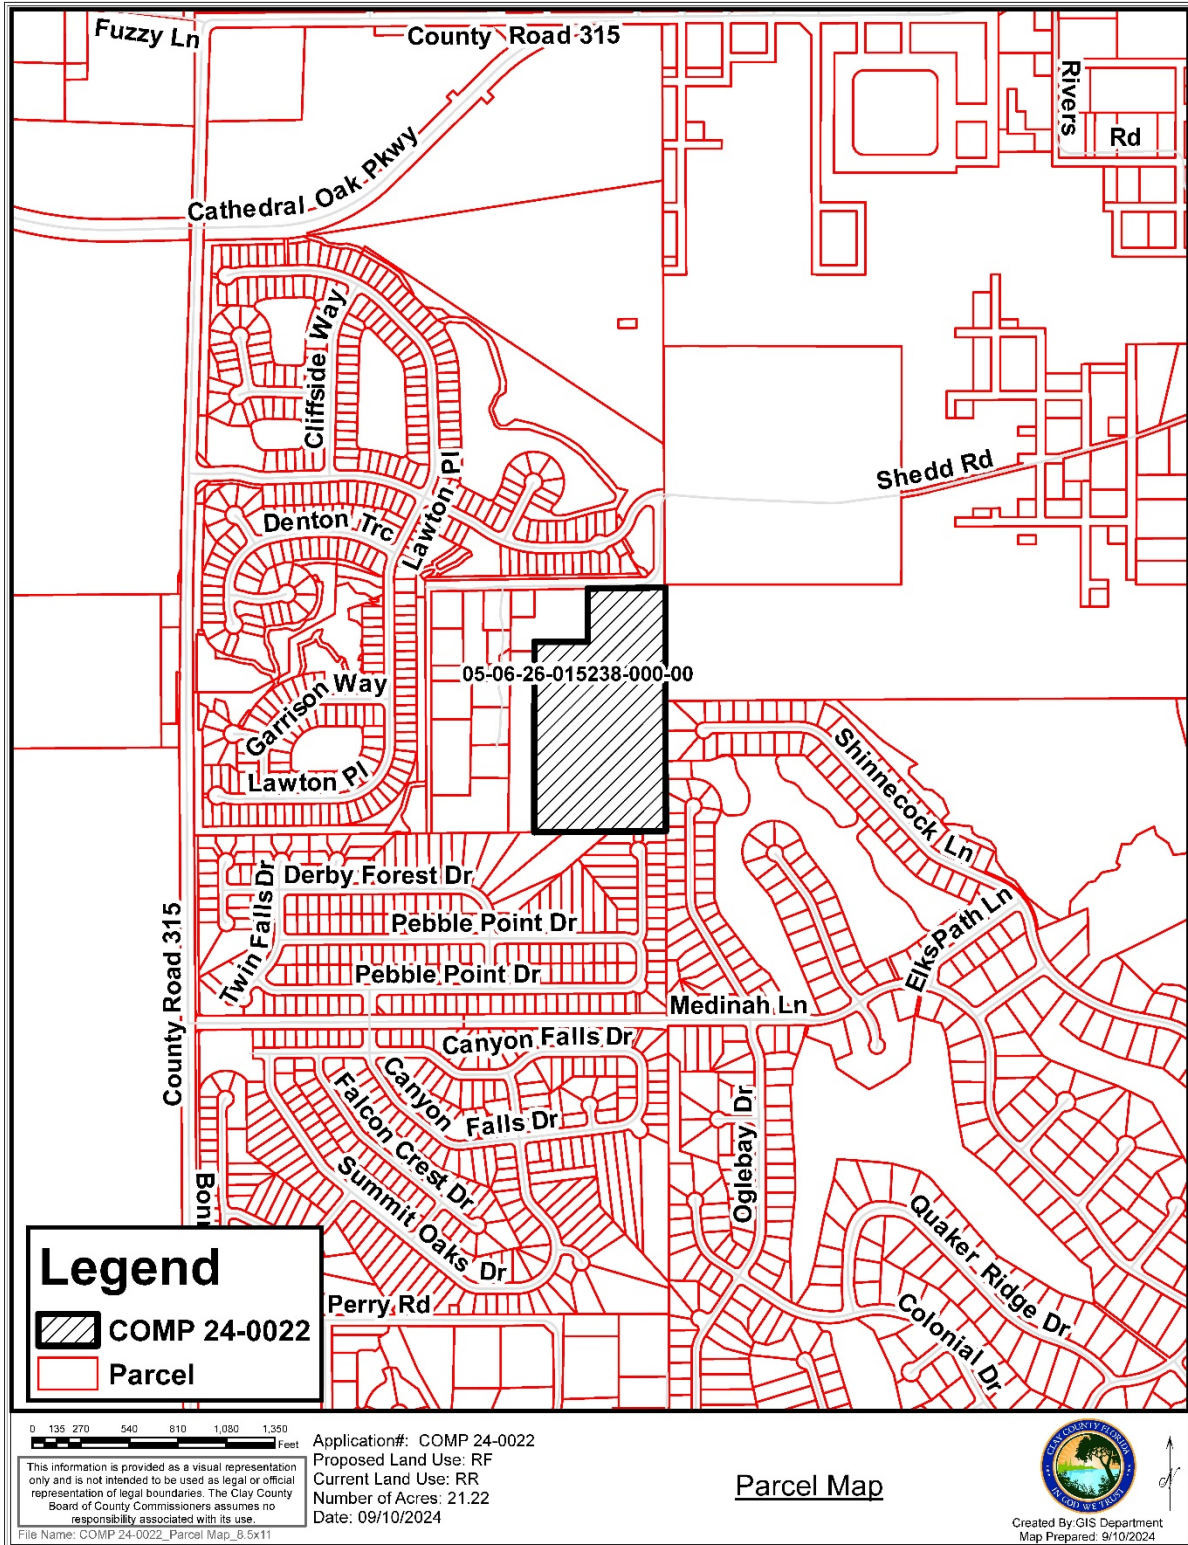 Fuzzy Ln
County Road 315
Rivers
Rd
Cathedral Oak Pkwy
Cliffside Way
Lawton Pl
Shedd Rd
Denton Trc
05-06-26-015238-000-00
Garrison Way
Lawton Pl
Shinnecock Ln
Derby Forest Dr
Twin Falls Dr
Pebble Point Dr
Elks Path Ln
Pebble Point Dr
County Road 315
Medinah Ln
Canyon Falls Dr
Canyon Falls Dr
Falcon Crest Dr
Oglebay Dr
Summit Oaks Dr
Quaker Ridge Dr
Colonial Dr
Perry Rd
Legend
COMP 24-0022
Parcel
0 135 270 540 810 1,080 1,350
Feet
This information is provided as a visual representation
only and is not intended to be used as legal or official
representation of legal boundaries. The Clay County
Board of County Commissioners assumes no
responsibility associated with its use.
File Name: COMP 24-0022_Parcel Map_8.5x11
Application#: COMP 24-0022
Proposed Land Use: RF
Current Land Use: RR
Number of Acres: 21.22
Date: 09/10/2024
Parcel Map
CLAY COUNTY FLORIDA
IN GOD WE TRUST
N
Created By:GIS Department
Map Prepared: 9/10/2024